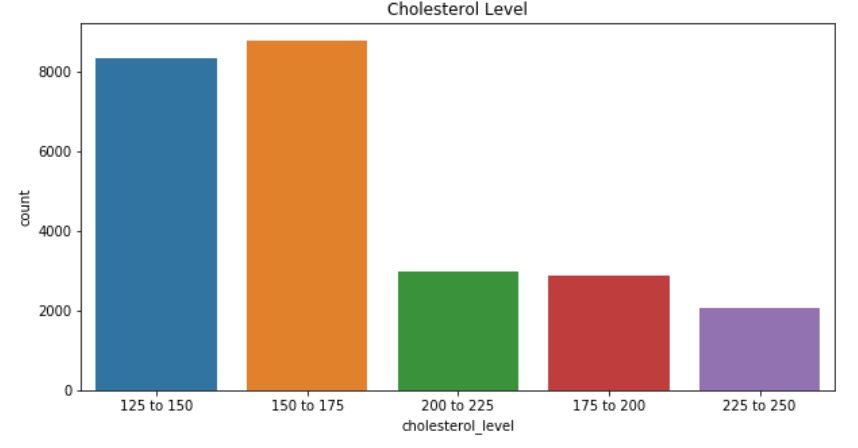 Cholesterol Level
8000
6000
4000
2000
0
count
125 to 150
150 to 175
200 to 225
175 to 200
225 to 250
cholesterol_level